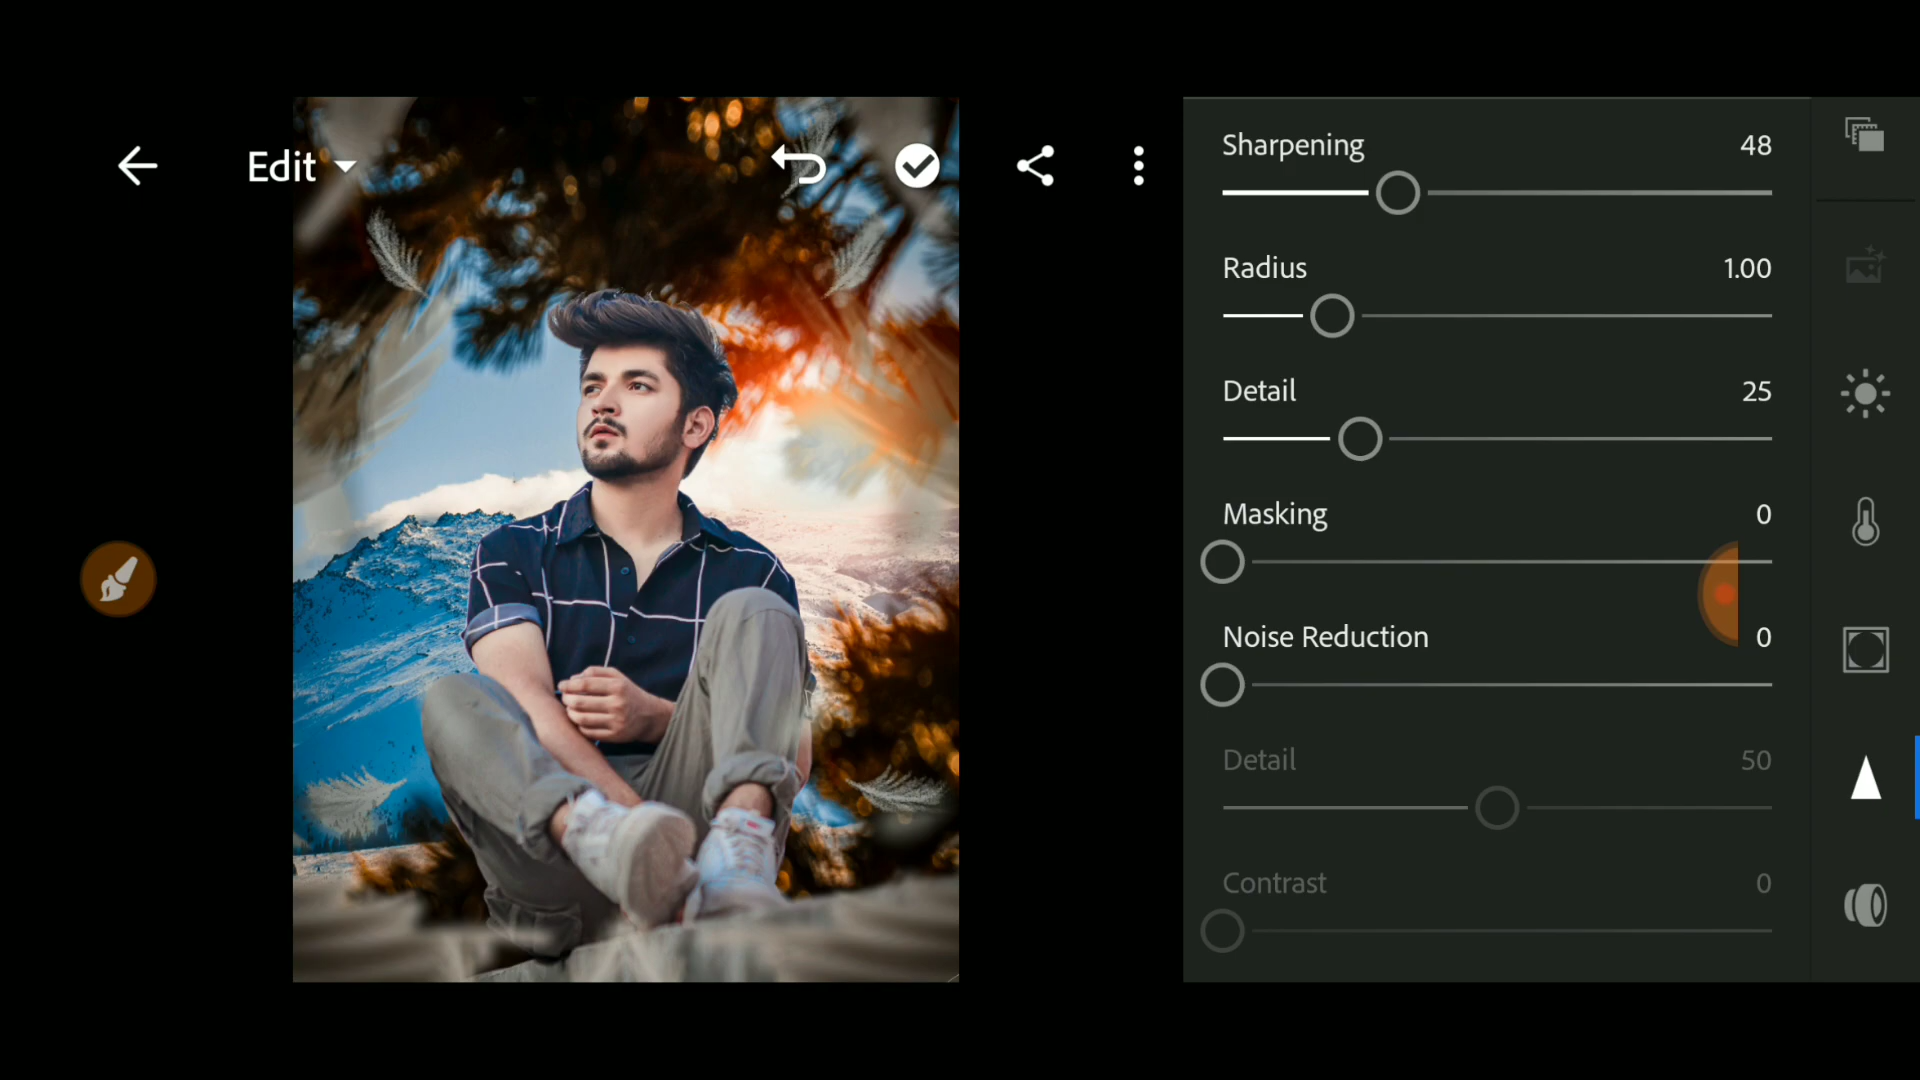 Edit
Sharpening 48
Radius 1.00
Detail 25
Masking 0
Noise Reduction 0
Detail 50
Contrast 0